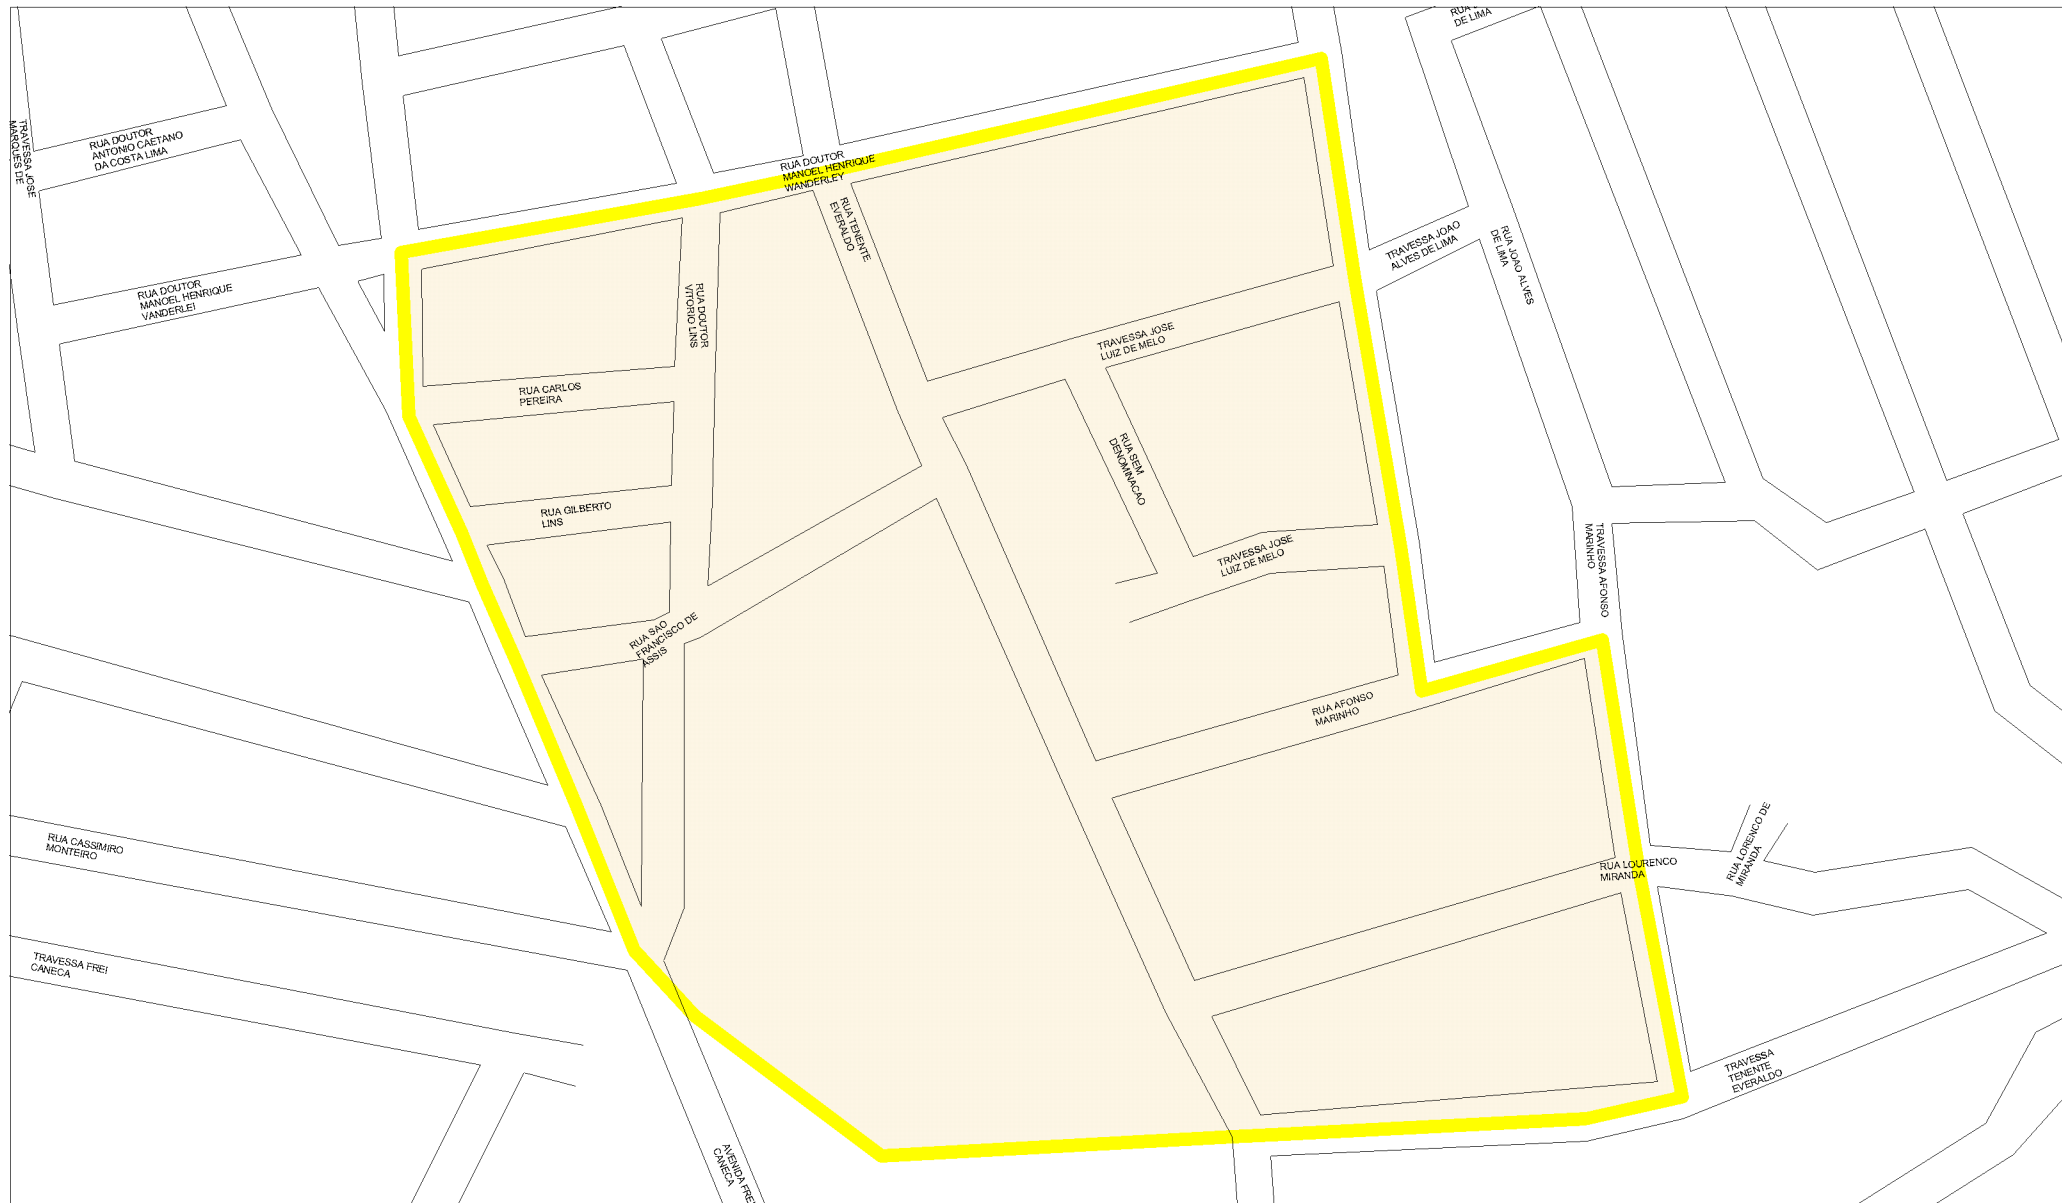 RUA
DE LIMA
TRAVESSA JOSE
MARQUES DE
RUA DOUTOR
ANTONIO CAETANO
DA COSTA LIMA
RUA DOUTOR
MANOEL HENRIQUE
WANDERLEY
RUA TENENTE
EVERALDO
TRAVESSA JOAO
ALVES DE LIMA
RUA JOAO ALVES
DE LIMA
RUA DOUTOR
MANOEL HENRIQUE
VANDERLEI
RUA DOUTOR
VITORIO LINS
TRAVESSA JOSE
LUIZ DE MELO
RUA CARLOS
PEREIRA
RUA SEM
DENOMINACAO
RUA GILBERTO
LINS
TRAVESSA JOSE
LUIZ DE MELO
TRAVESSA AFONSO
MARINHO
RUA SAO
FRANCISCO DE
ASSIS
RUA AFONSO
MARINHO
RUA CASSIMIRO
MONTEIRO
RUA LOURENCO
MIRANDA
RUA LORENCO DE
MIRANDA
TRAVESSA FREI
CANECA
TRAVESSA
TENENTE
EVERALDO
AVENIDA FREI
CANECA